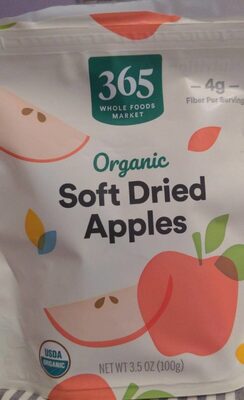 365
WHOLE FOODS
MARKET
4g
Fiber Per Serving
Organic
Soft Dried
Apples
USDA
ORGANIC
NET WT 3.5 OZ (100g)